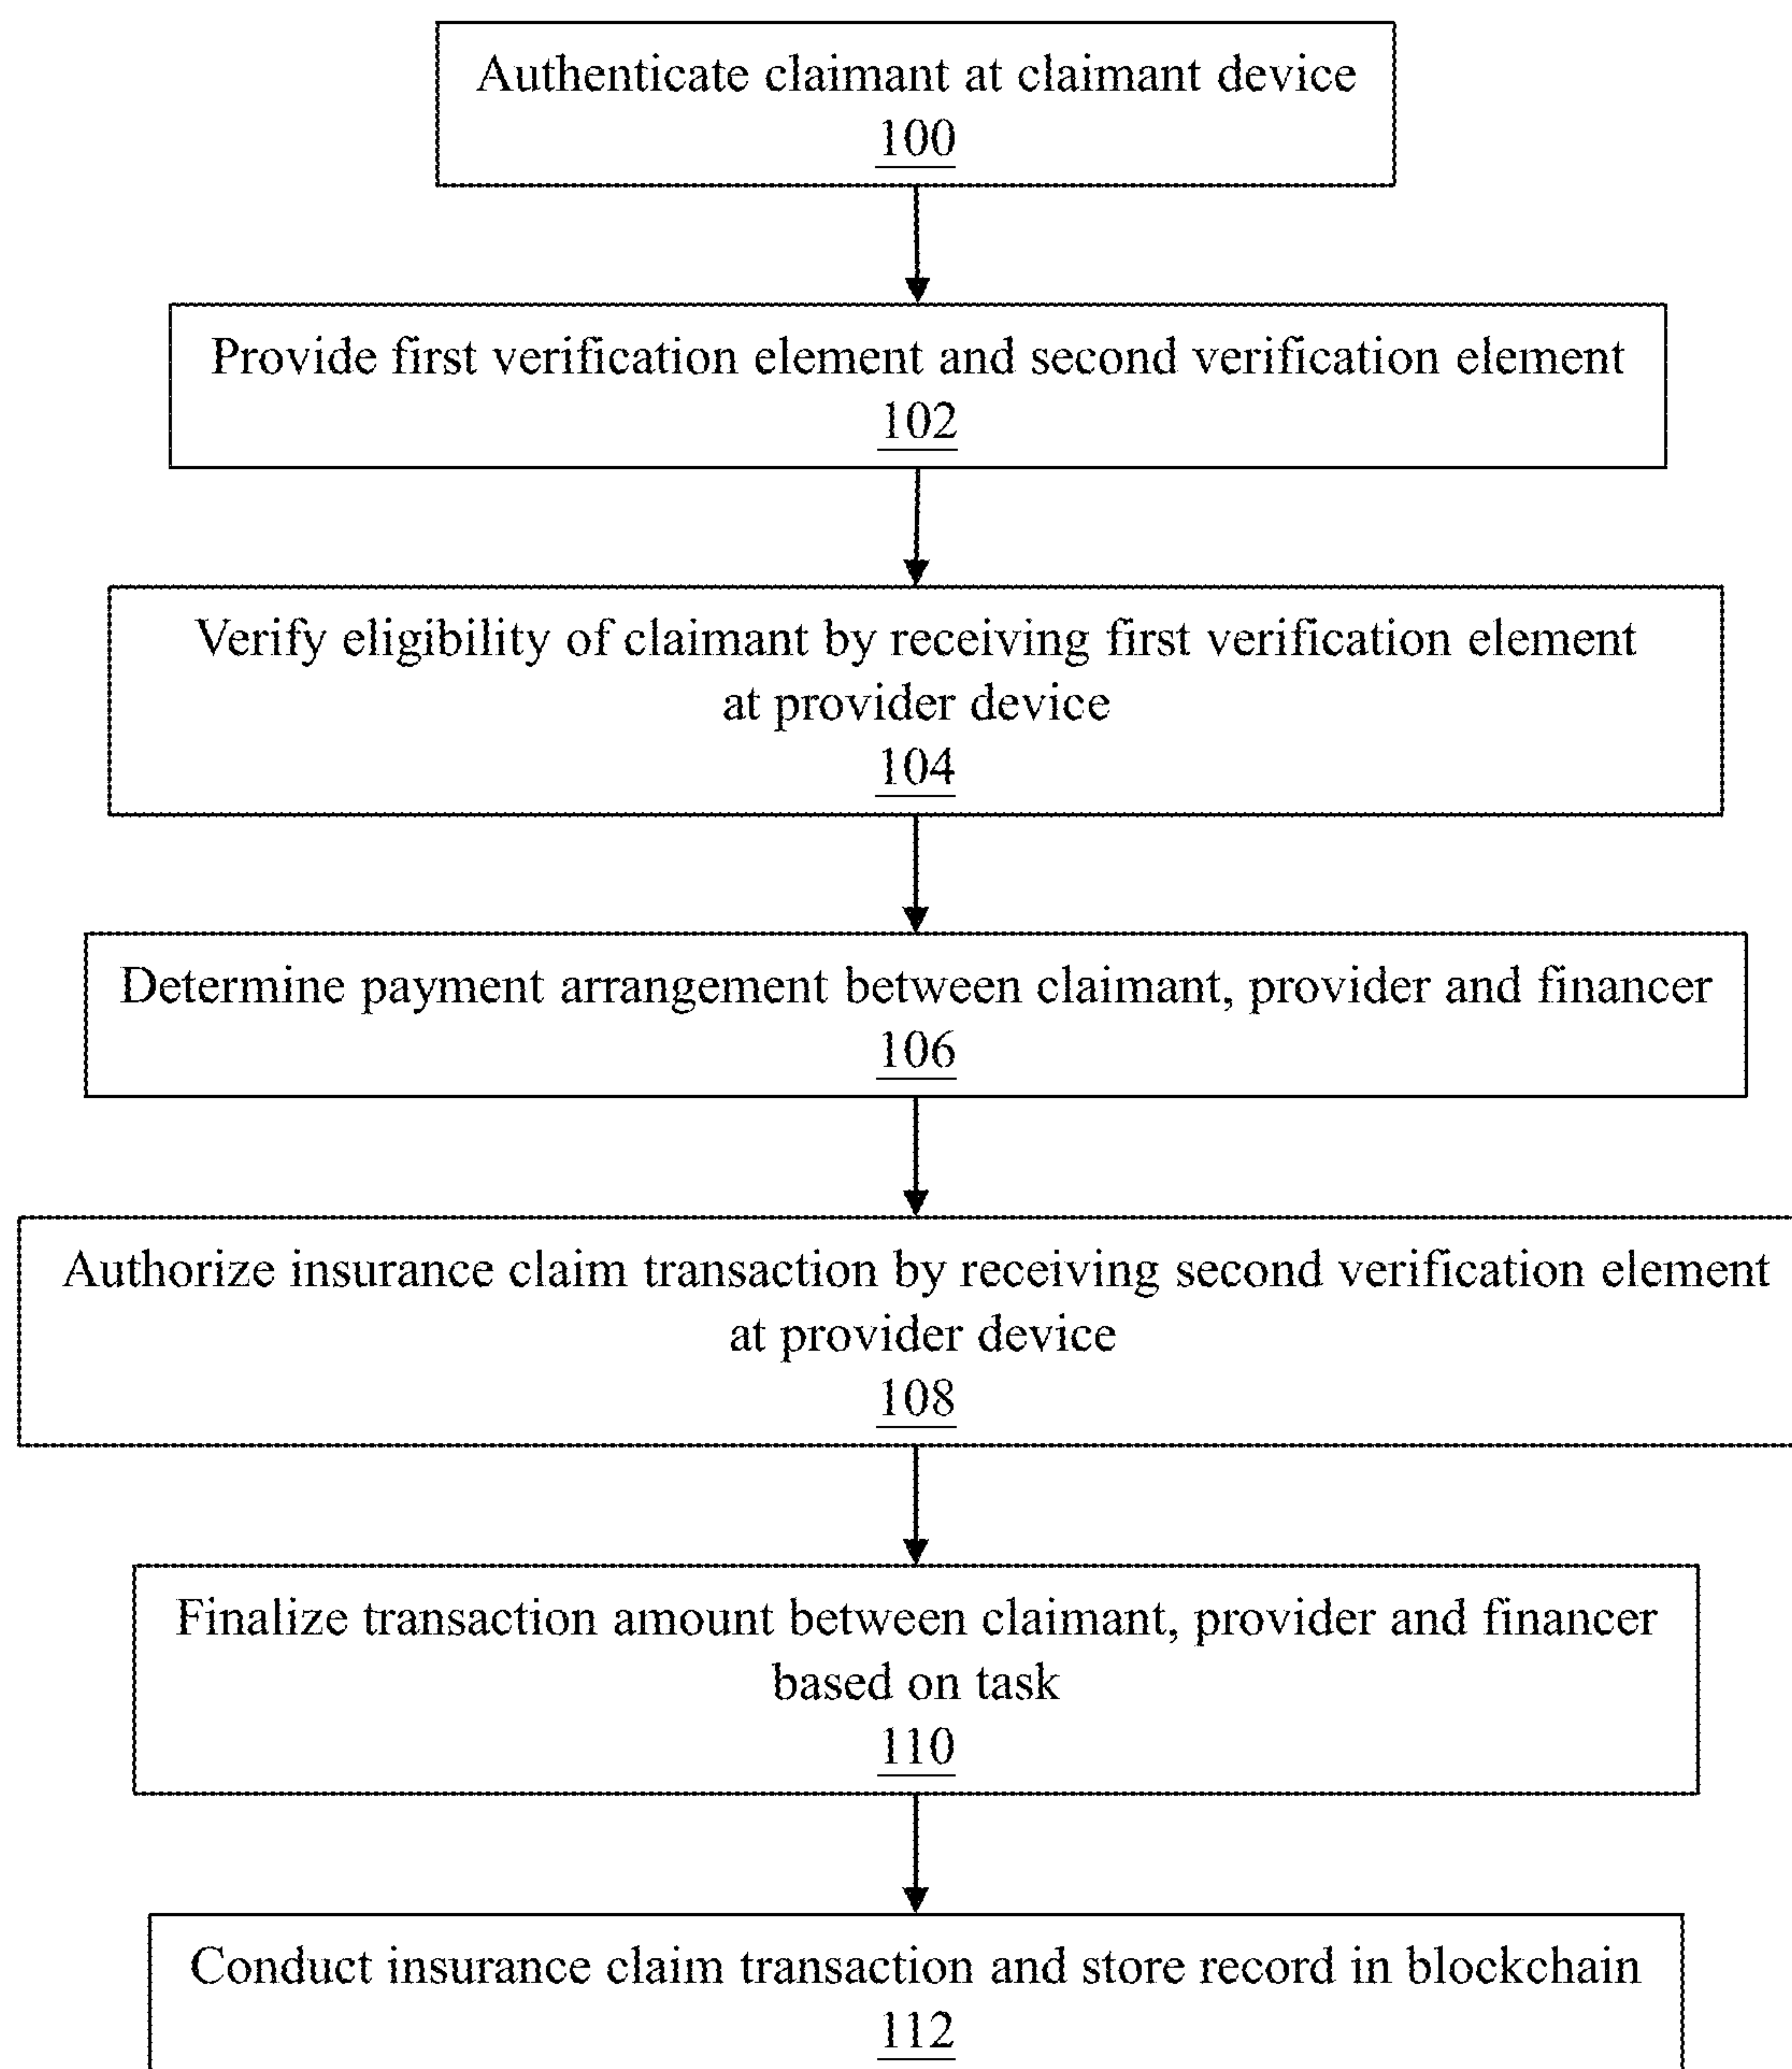 Authenticate claimant at claimant device
100
Provide first verification element and second verification element
102
Verify eligibility of claimant by receiving first verification element
at provider device
104
Determine payment arrangement between claimant, provider and financer
106
Authorize insurance claim transaction by receiving second verification element
at provider device
108
Finalize transaction amount between claimant, provider and financer
based on task
110
Conduct insurance claim transaction and store record in blockchain
112